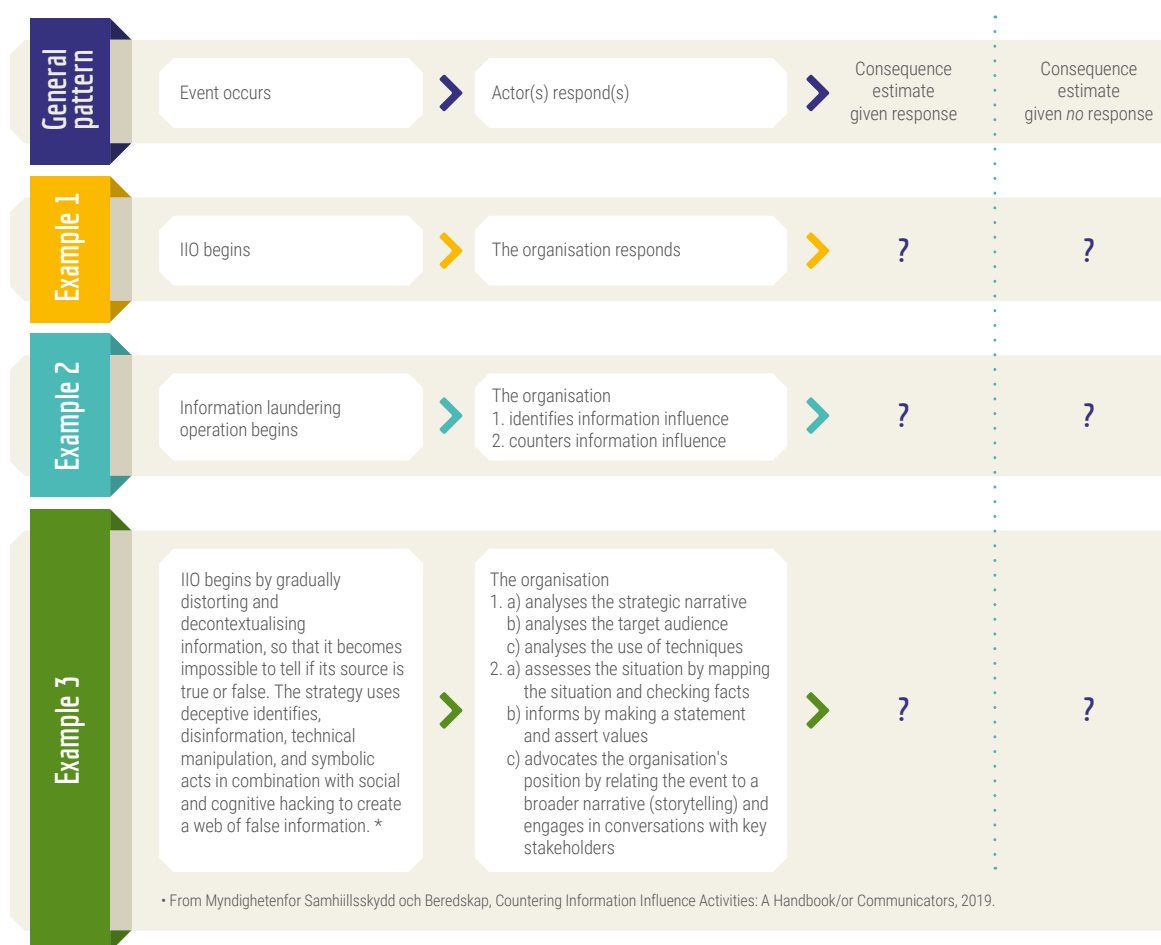 General
pattern
Event occurs
Actor(s) respond(s)
Consequence
estimate
given response
Consequence
estimate
given no response
Example 1
IIO begins
The organisation responds
?
?
Example 2
Information laundering
operation begins
The organisation
1. identifies information influence
2. counters information influence
?
?
Example 3
IIO begins by gradually
distorting and
decontextualising
information, so that it becomes
impossible to tell if its source is
true or false. The strategy uses
deceptive identifies,
disinformation, technical
manipulation, and symbolic
acts in combination with social
and cognitive hacking to create
a web of false information. *
The organisation
1. a) analyses the strategic narrative
b) analyses the target audience
c) analyses the use of techniques
2. a) assesses the situation by mapping
the situation and checking facts
b) informs by making a statement
and assert values
c) advocates the organisation's
position by relating the event to a
broader narrative (storytelling) and
engages in conversations with key
stakeholders
?
?
• From Myndighetenfor Samhiillsskydd och Beredskap, Countering Information Influence Activities: A Handbook/or Communicators, 2019.